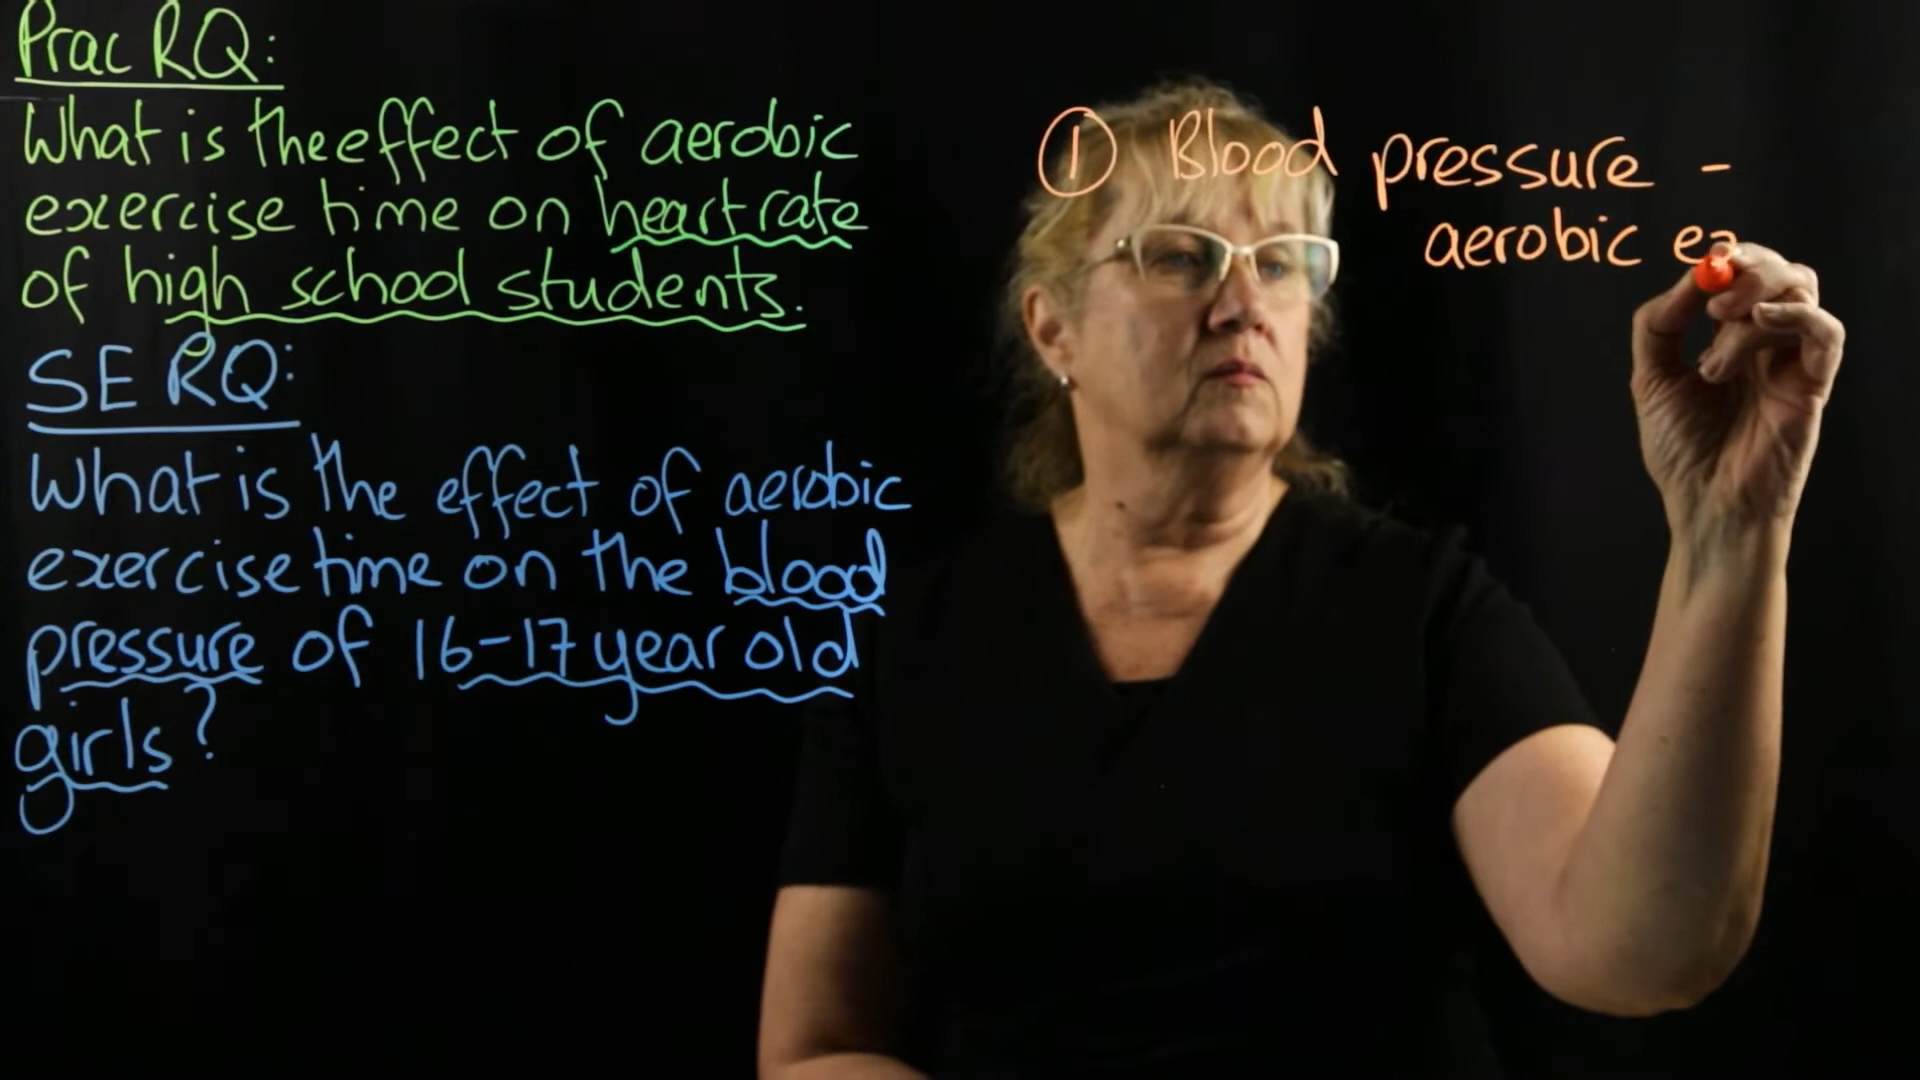 Prac RQ:
What is the effect of aerobic
exercise time on heart rate
of high school students.
SE RQ:
What is the effect of aerobic
exercise time on the blood
pressure of 16-17 year old
girls?
① Blood pressure -
aerobic ex